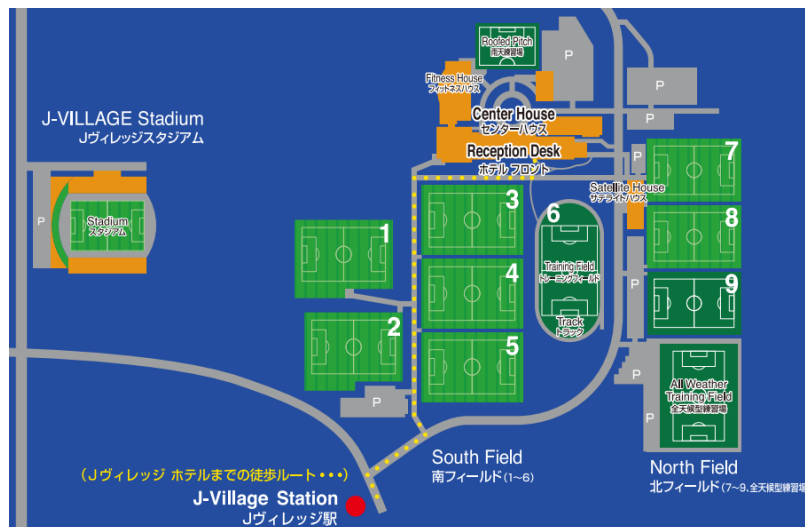 Roofed Pitch
雨天練習場
P
P
Fitness House
フィットネスハウス
Center House
センターハウス
P
J-VILLAGE Stadium
Jヴィレッジスタジアム
Reception Desk
ホテル フロント
P
7
P
Stadium
スタジアム
Satellite House
サテライトハウス
3
6
8
1
Training Field
トレーニングフィールド
4
9
2
Track
トラック
P
5
P
All Weather
Training Field
全天候型練習場
P
South Field
南フィールド(1~6)
North Field
北フィールド(7~9、全天候型練習場
(Jヴィレッジ ホテルまでの徒歩ルート・・・)
J-Village Station
Jヴィレッジ駅